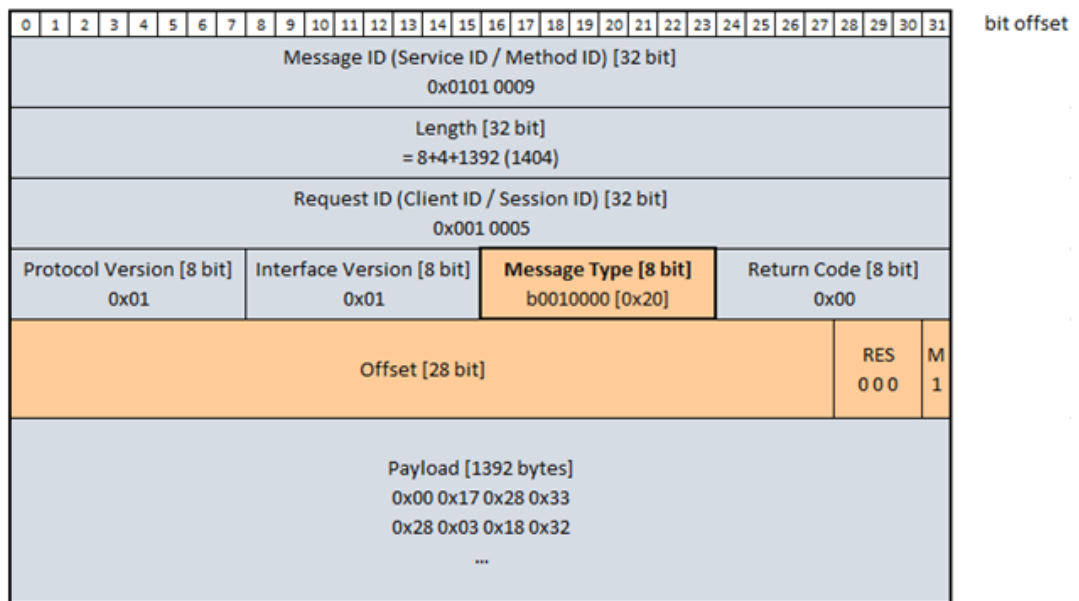 0 1 2 3 4 5 6 7 8 9 10 11 12 13 14 15 16 17 18 19 20 21 22 23 24 25 26 27 28 29 30 31 bit offset
Message ID (Service ID / Method ID) [32 bit]
0x0101 0009
Length [32 bit]
= 8+4+1392 (1404)
Request ID (Client ID / Session ID) [32 bit]
0x001 0005
Protocol Version [8 bit] Interface Version [8 bit] Message Type [8 bit] Return Code [8 bit]
0x01 0x01 b0010000 [0x20] 0x00
Offset [28 bit]
RES M
0 0 0 1
Payload [1392 bytes]
0x00 0x17 0x28 0x33
0x28 0x03 0x18 0x32
...